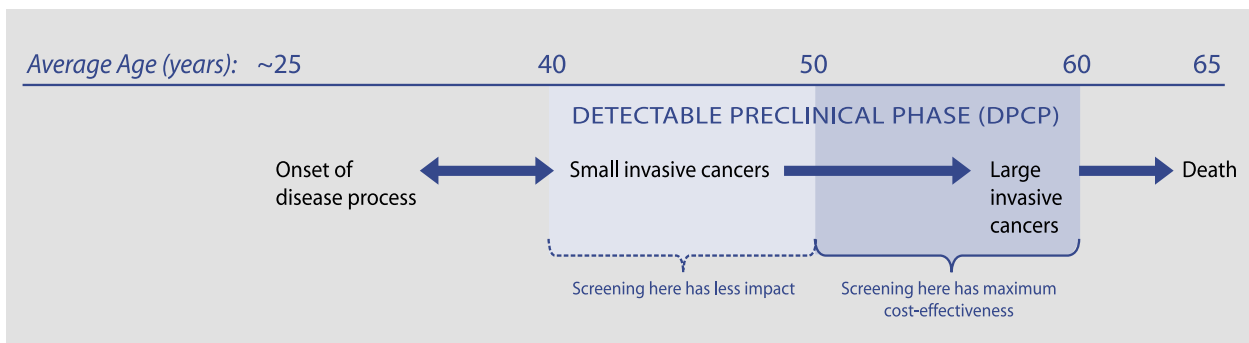 Average Age (years): ~25 40 50 60 65
DETECTABLE PRECLINICAL PHASE (DPCP)
Onset of
disease process
Small invasive cancers
Large
invasive
cancers
Death
Screening here has less impact
Screening here has maximum
cost-effectiveness